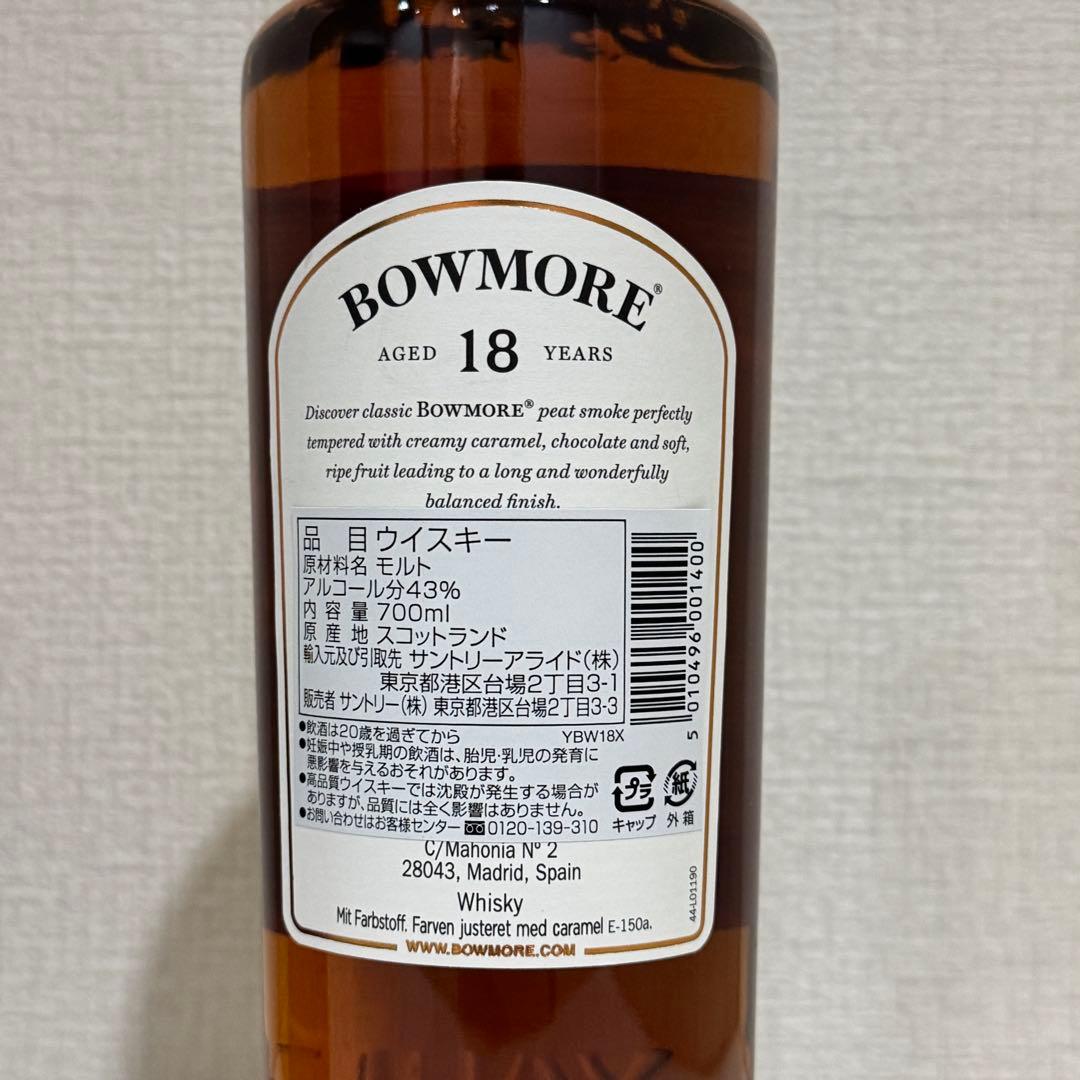 BOWMORE®
AGED 18 YEARS
Discover classic BOWMORE® peat smoke perfectly
tempered with creamy caramel, chocolate and soft,
ripe fruit leading to a long and wonderfully
balanced finish.
品目 ウイスキー
原材料名 モルト
アルコール分43%
内容量 700ml
原産地 スコットランド
輸入元及び引取先 サントリーアライド(株)
東京都港区台場2丁目3-1
販売者 サントリー(株) 東京都港区台場2丁目3-3
5 010496 001400
●飲酒は20歳を過ぎてから YBW18X
●妊娠中や授乳期の飲酒は、胎児・乳児の発育に
悪影響を与えるおそれがあります。
●高品質ウイスキーでは沈殿が発生する場合が
ありますが、品質には全く影響はありません。
●お問い合わせはお客様センター 0120-139-310
プラ
キャップ
紙
外箱
C/Mahonia Nº 2
28043, Madrid, Spain
Whisky
Mit Farbstoff. Farven justeret med caramel E-150a.
44-L01190
WWW.BOWMORE.COM